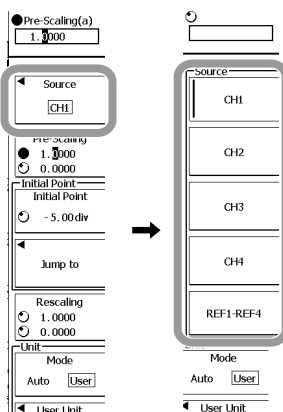 Pre-Scaling(a)
1.0000
Source
CH1
Pre-Scaling
1.0000
0.0000
Initial Point
Initial Point
-5.00div
Jump to
Rescaling
1.0000
0.0000
Unit
Mode
Auto User
User Unit
Source
CH1
CH2
CH3
CH4
REF1-REF4
Mode
Auto User
User Unit